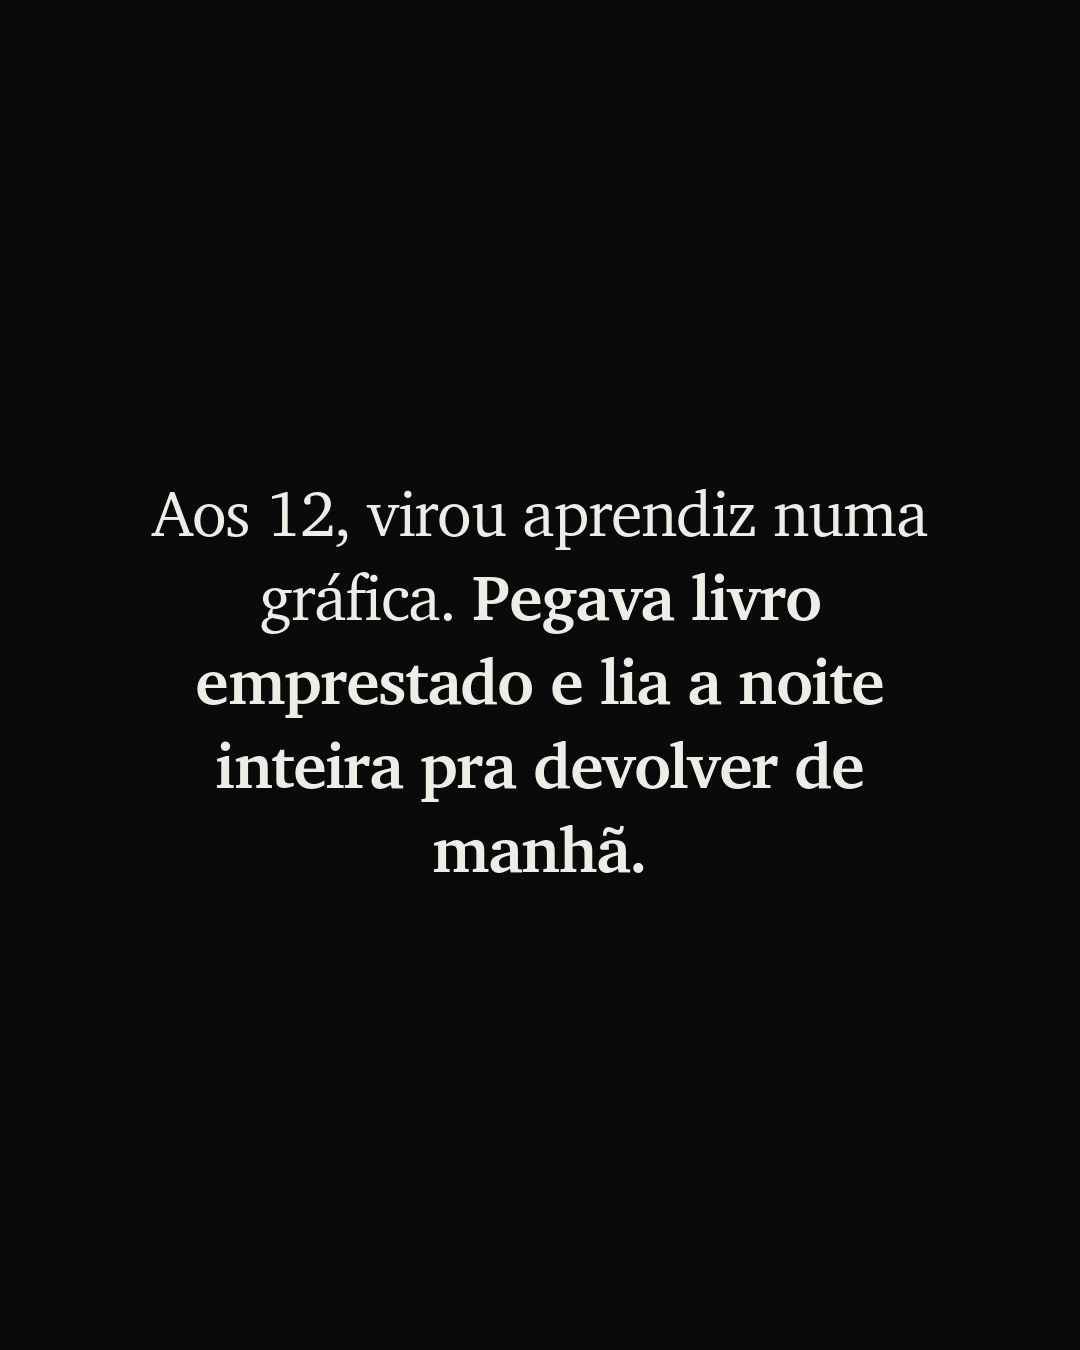 Aos 12, virou aprendiz numa
gráfica. Pegava livro
emprestado e lia a noite
inteira pra devolver de
manhã.